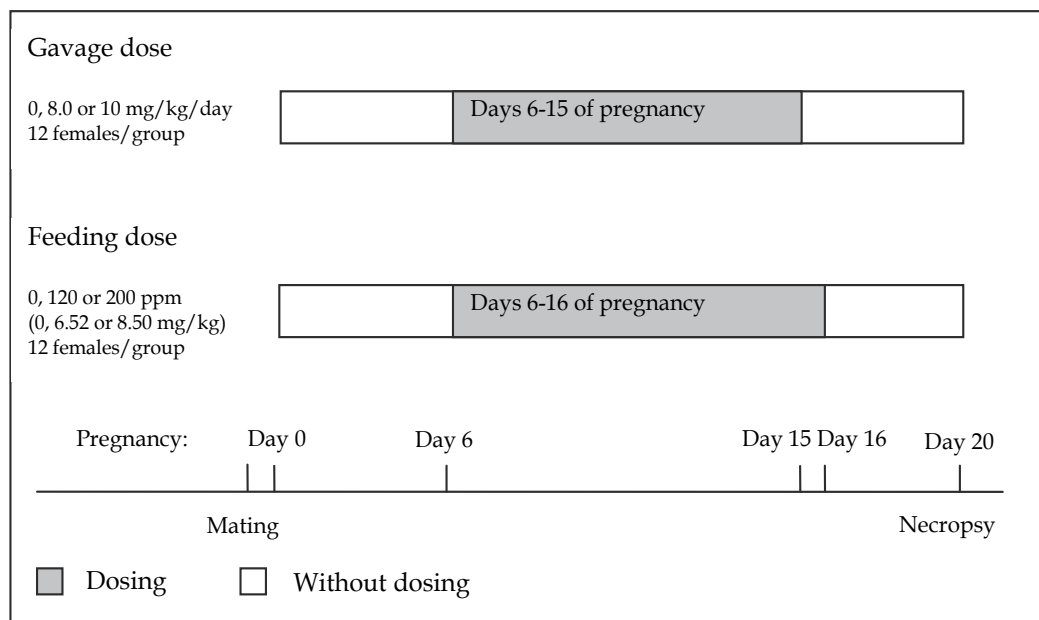 Gavage dose
0, 8.0 or 10 mg/kg/day
12 females/group
Days 6-15 of pregnancy
Feeding dose
0, 120 or 200 ppm
(0, 6.52 or 8.50 mg/kg)
12 females/group
Days 6-16 of pregnancy
Pregnancy: Day 0 Day 6 Day 15 Day 16 Day 20
Mating Necropsy
Dosing Without dosing